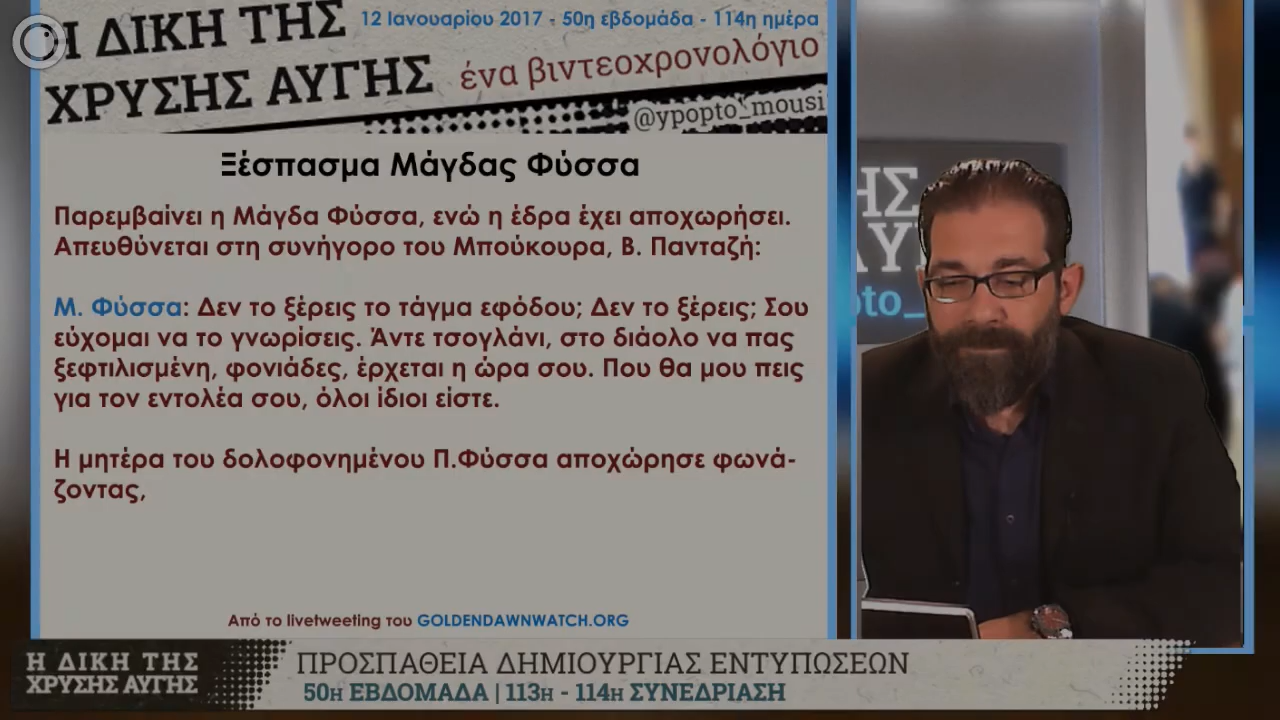 Η ΔΙΚΗ ΤΗΣ
ΧΡΥΣΗΣ ΑΥΓΗΣ
12 Ιανουαρίου 2017 - 50η εβδομάδα - 114η ημέρα
ένα βιντεοχρονολόγιο
@ypopto_mousi
Ξέσπασμα Μάγδας Φύσσα
Παρεμβαίνει η Μάγδα Φύσσα, ενώ η έδρα έχει αποχωρήσει.
Απευθύνεται στη συνήγορο του Μπούκουρα, Β. Πανταζή:
Μ. Φύσσα: Δεν το ξέρεις το τάγμα εφόδου; Δεν το ξέρεις; Σου
εύχομαι να το γνωρίσεις. Άντε τσογλάνι, στο διάολο να πας
ξεφτιλισμένη, φονιάδες, έρχεται η ώρα σου. Που θα μου πεις
για τον εντολέα σου, όλοι ίδιοι είστε.
Η μητέρα του δολοφονημένου Π.Φύσσα αποχώρησε φωνά-
ζοντας,
Από το livetweeting του GOLDENDAWNWATCH.ORG
Η ΔΙΚΗ ΤΗΣ
ΧΡΥΣΗΣ ΑΥΓΗΣ
ΠΡΟΣΠΑΘΕΙΑ ΔΗΜΙΟΥΡΓΙΑΣ ΕΝΤΥΠΩΣΕΩΝ
50η ΕΒΔΟΜΑΔΑ | 113η - 114η ΣΥΝΕΔΡΙΑΣΗ